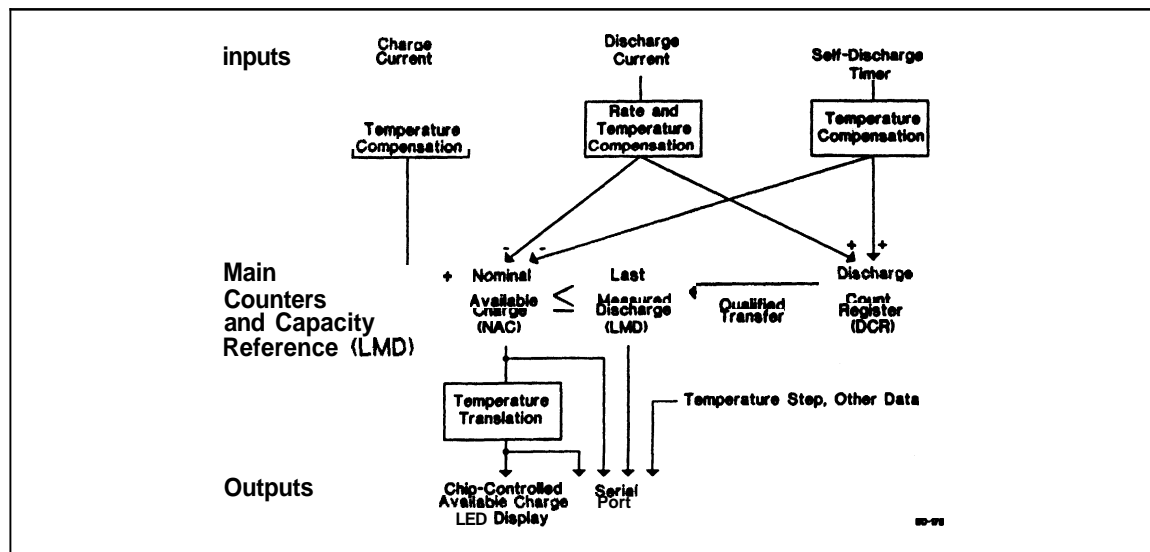 inputs
Charge
Current
Discharge
Current
Self-Discharge
Timer
Temperature
Compensation
Rate and
Temperature
Compensation
Temperature
Compensation
- - + +
Main
Counters
and Capacity
Reference (LMD)
+ Nominal
Available
Charge
(NAC)
≤
Last
Measured
Discharge
(LMD)
Qualified
Transfer
Discharge
Count
Register
(DCR)
Temperature
Translation
Temperature Step, Other Data
Outputs
Chip-Controlled
Available Charge
LED Display
Serial
Port